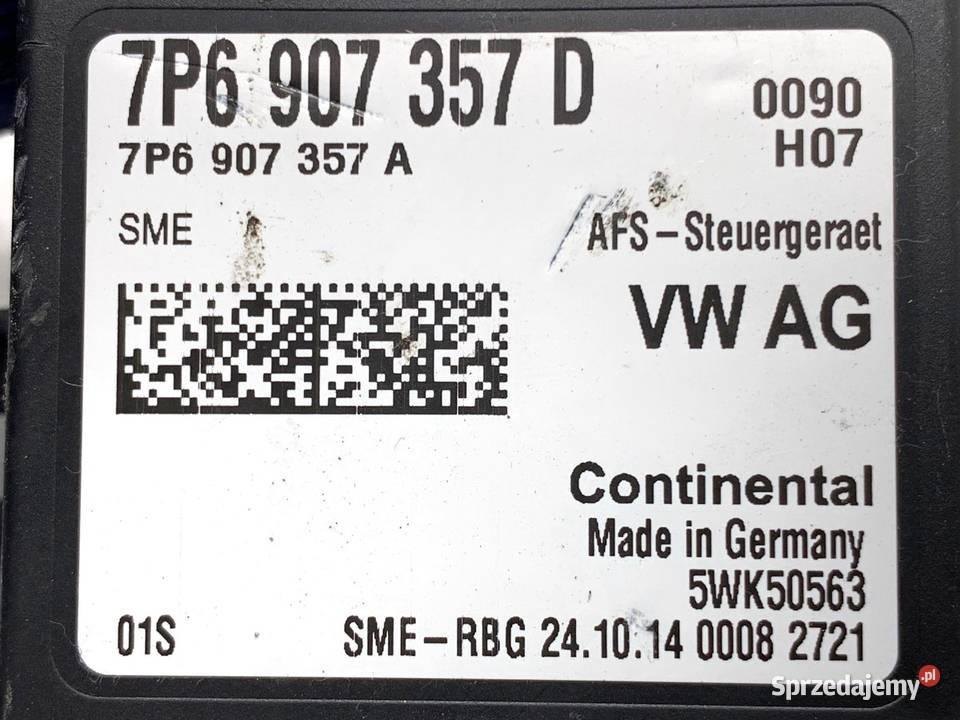 7P6 907 357 D
0090
7P6 907 357 A
H07
SME
AFS-Steuergeraet
VW AG
Continental
Made in Germany
5WK50563
01S
SME-RBG 24.10.14 0008 2721
Sprzedajemy.pl